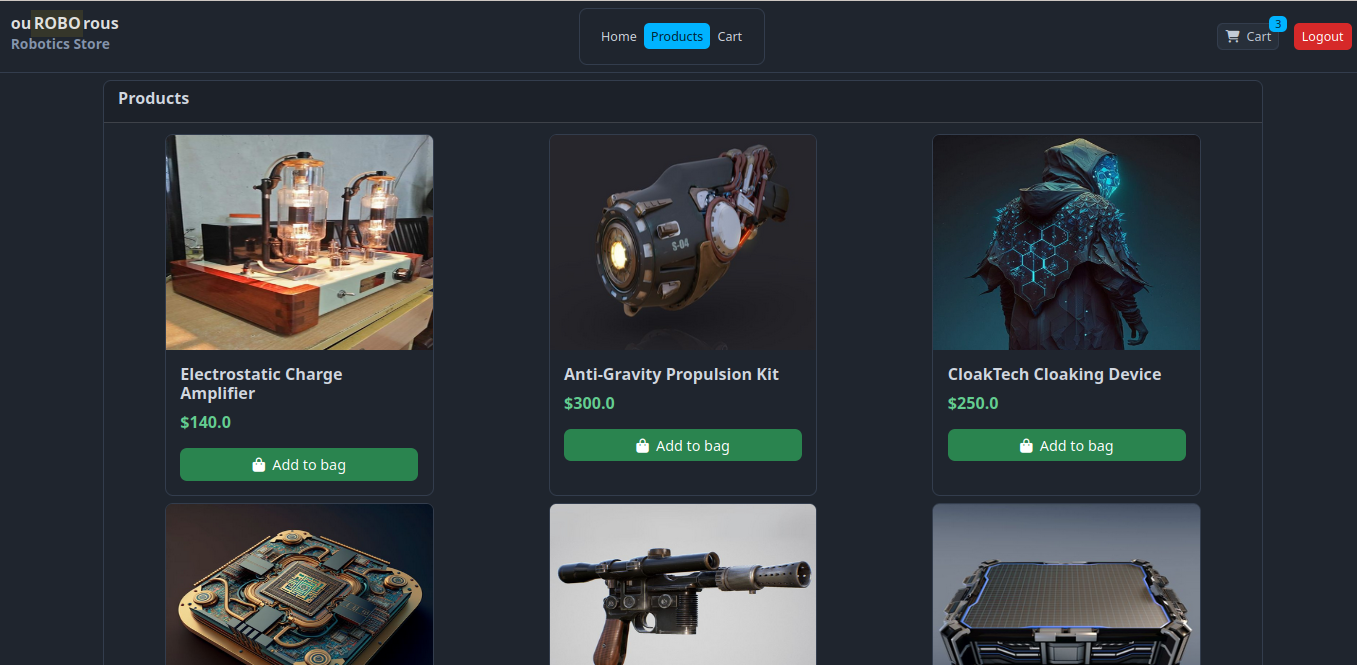 ouROBOrous
Robotics Store
Home Products Cart
Cart 3
Logout
Products
S-04
Electrostatic Charge
Amplifier
$140.0
Add to bag
Anti-Gravity Propulsion Kit
$300.0
Add to bag
CloakTech Cloaking Device
$250.0
Add to bag